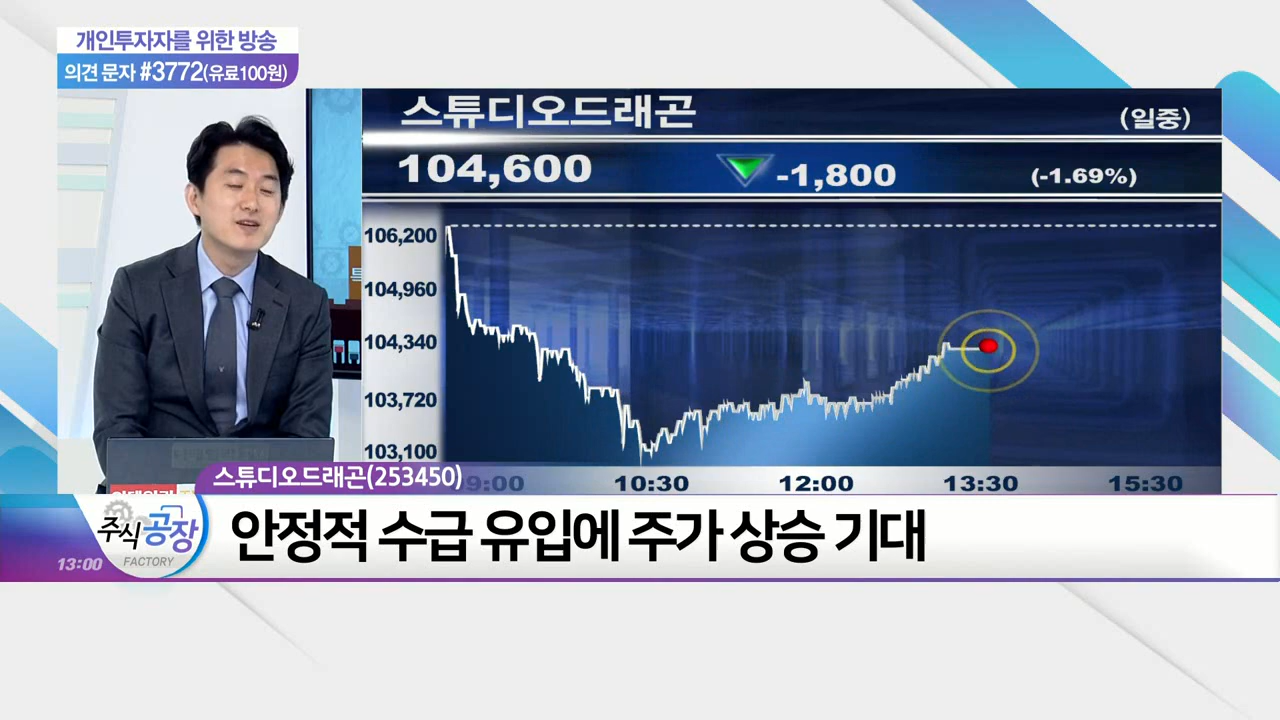 개인투자자를 위한 방송
의견 문자 #3772(유료100원)
스튜디오드래곤
(일중)
104,600
-1,800
(-1.69%)
106,200
104,960
104,340
103,720
103,100
10:30
12:00
13:30
15:30
스튜디오드래곤(253450)
주식공장
FACTORY
13:00
안정적 수급 유입에 주가 상승 기대